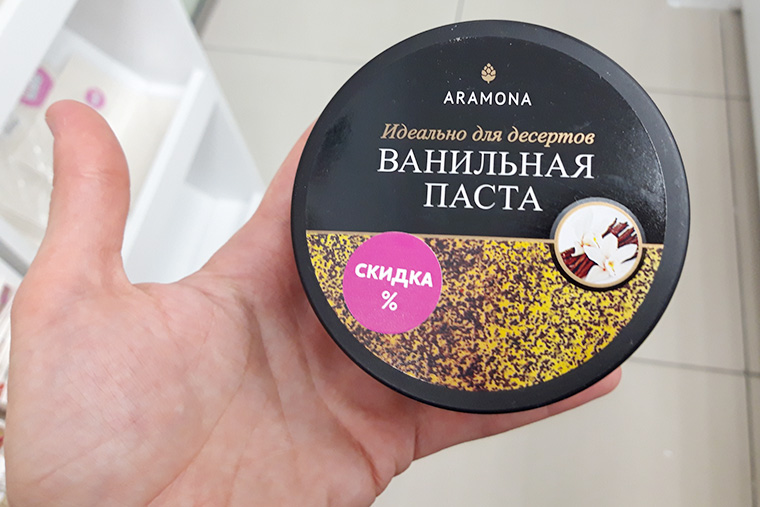 ARAMONA
Идеально для десертов
ВАНИЛЬНАЯ
ПАСТА
СКИДКА
%